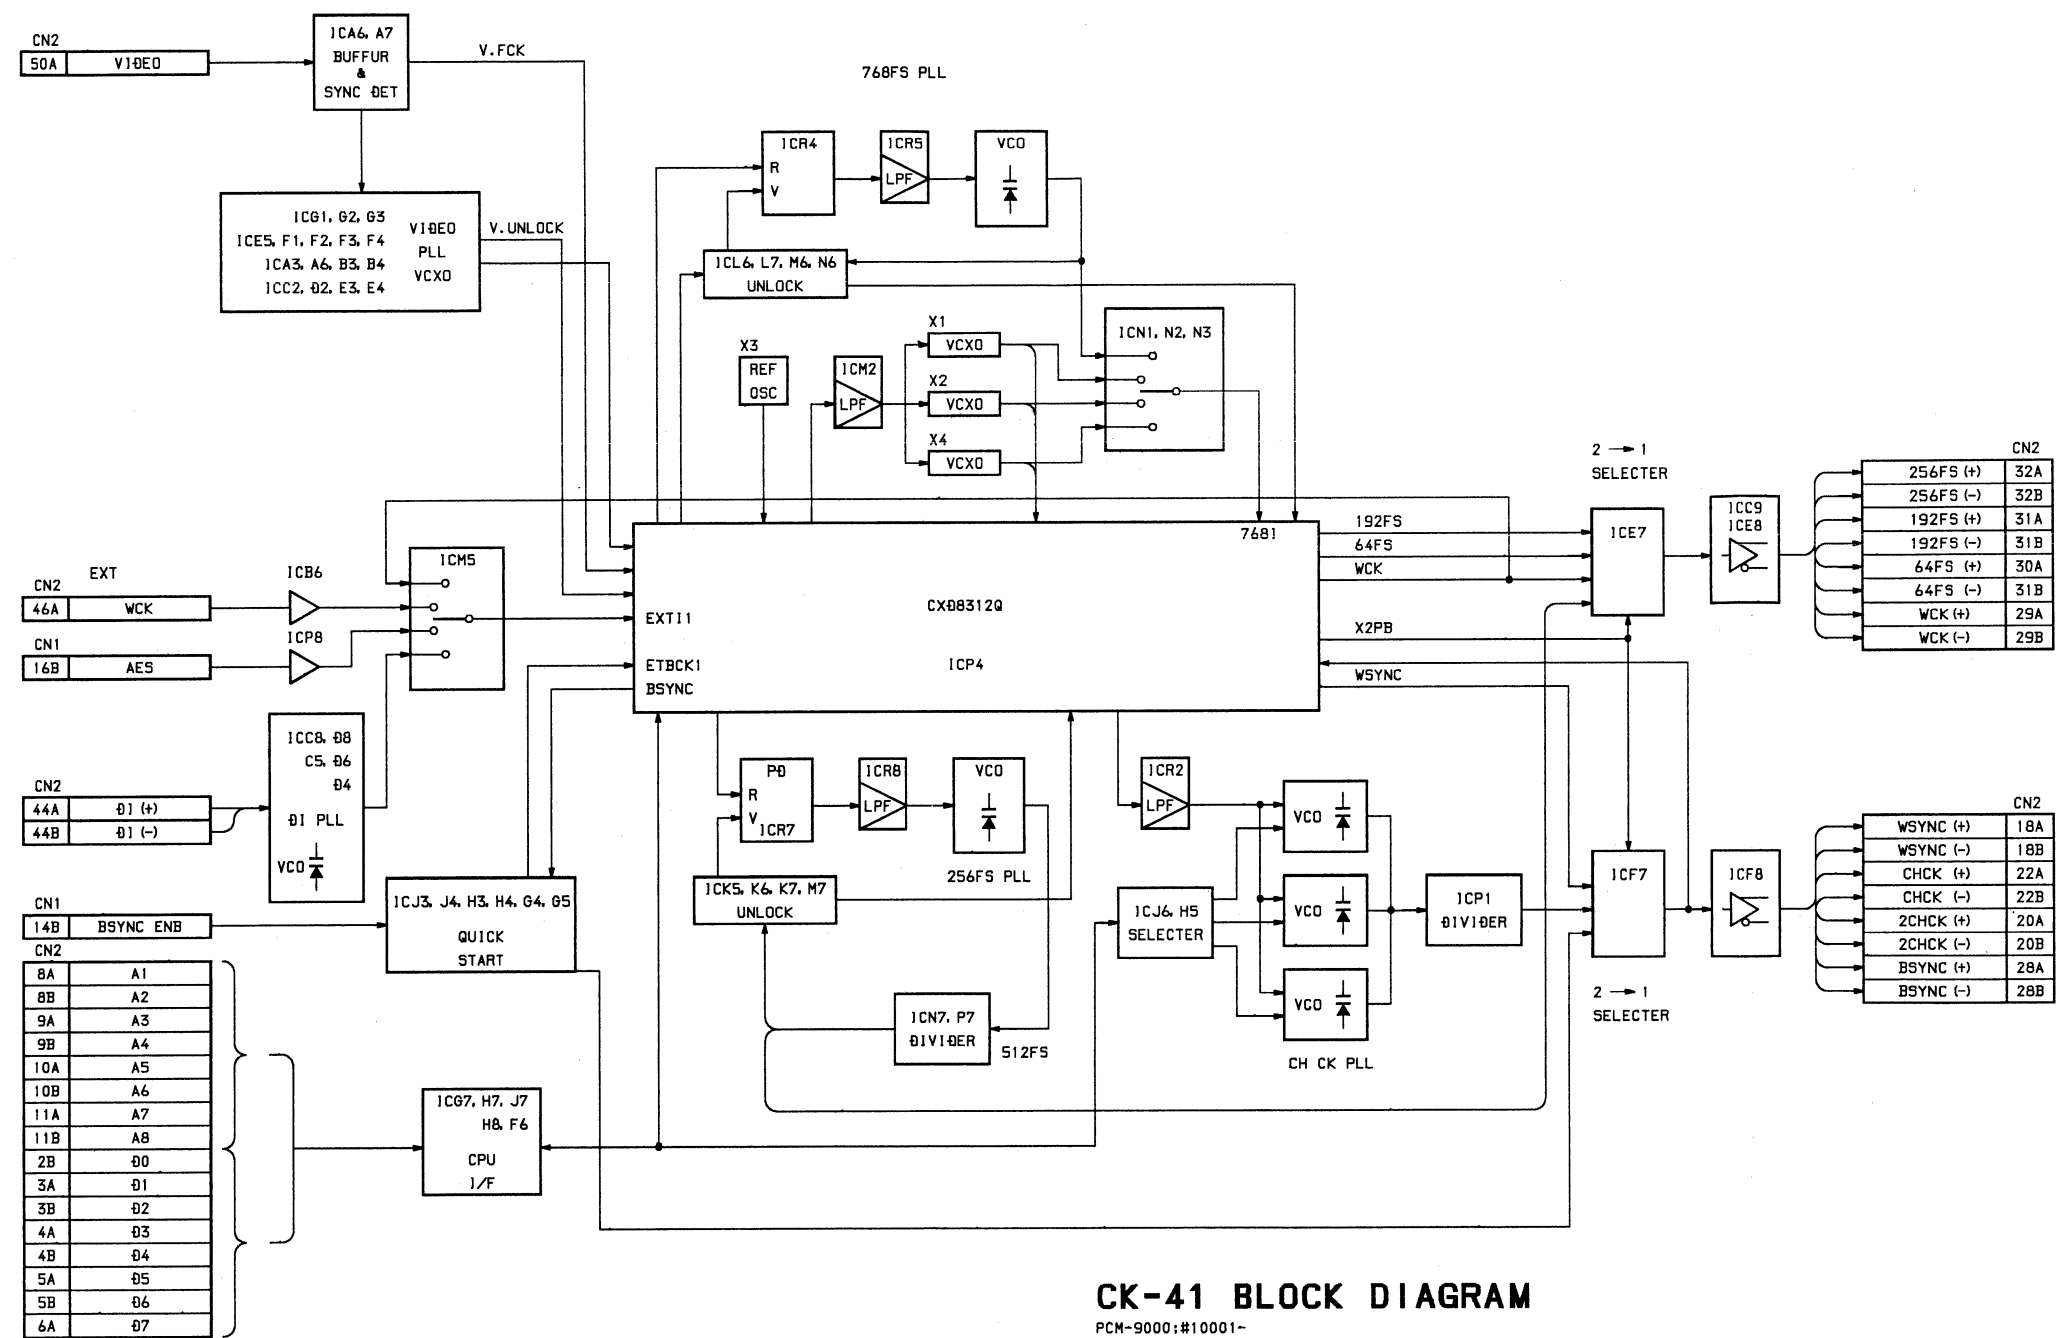 CN2
50A VIDEO
ICA6, A7
BUFFUR
&
SYNC DET
V.FCK
768FS PLL
ICG1, G2, G3
ICE5, F1, F2, F3, F4
ICA3, A6, B3, B4
ICC2, D2, E3, E4
VIDEO
PLL
VCXO
V.UNLOCK
ICR4
R
V
ICR5
LPF
VCO
ICL6, L7, M6, N6
UNLOCK
X3
REF
OSC
ICM2
LPF
X1
VCXO
X2
VCXO
X4
VCXO
ICN1, N2, N3
EXT
CN2
46A WCK
CN1
16B AES
ICB6
ICP8
ICM5
CN2
44A DI (+)
44B DI (-)
ICC8, D8
C5, D6
D4
DI PLL
VCO
CN1
14B BSYNC ENB
ICJ3, J4, H3, H4, G4, G5
QUICK
START
CN2
8A A1
8B A2
9A A3
9B A4
10A A5
10B A6
11A A7
11B A8
2B D0
3A D1
3B D2
4A D3
4B D4
5A D5
5B D6
6A D7
ICG7, H7, J7
H8, F6
CPU
I/F
EXTI1
ETBCK1
BSYNC
CXD8312Q
ICP4
768I
192FS
64FS
WCK
X2PB
WSYNC
PD
R
V
ICR7
ICR8
LPF
VCO
256FS PLL
ICK5, K6, K7, M7
UNLOCK
ICN7, P7
DIVIDER
512FS
ICR2
LPF
ICJ6, H5
SELECTER
VCO
VCO
VCO
CH CK PLL
ICP1
DIVIDER
2 → 1
SELECTER
ICE7
ICC9
ICE8
CN2
256FS (+) 32A
256FS (-) 32B
192FS (+) 31A
192FS (-) 31B
64FS (+) 30A
64FS (-) 31B
WCK (+) 29A
WCK (-) 29B
ICF7
2 → 1
SELECTER
ICF8
CN2
WSYNC (+) 18A
WSYNC (-) 18B
CHCK (+) 22A
CHCK (-) 22B
2CHCK (+) 20A
2CHCK (-) 20B
BSYNC (+) 28A
BSYNC (-) 28B
CK-41 BLOCK DIAGRAM
PCM-9000;#10001-